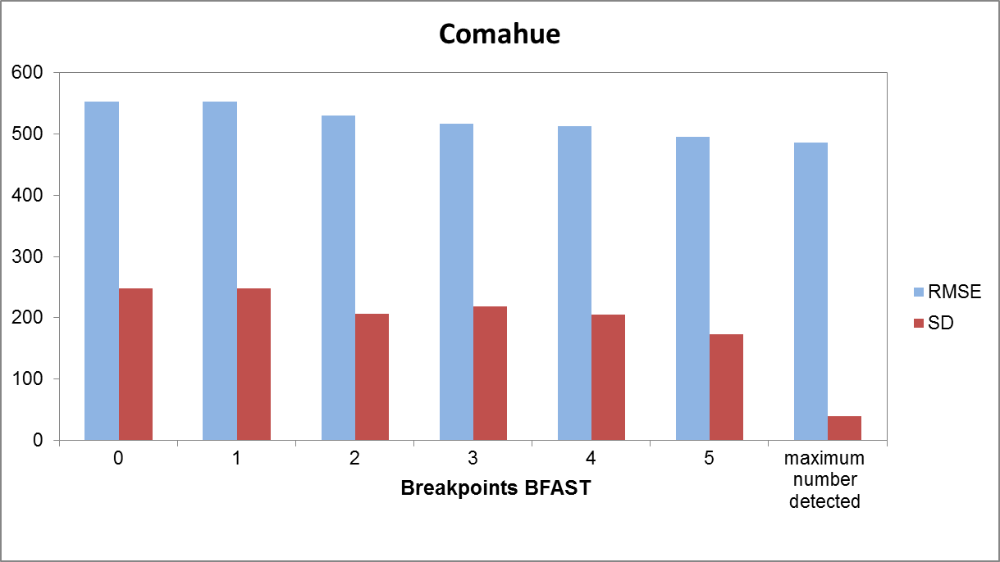 Comahue
600
500
400
300
200
100
0
0 1 2 3 4 5 maximum
number
detected
Breakpoints BFAST
RMSE
SD